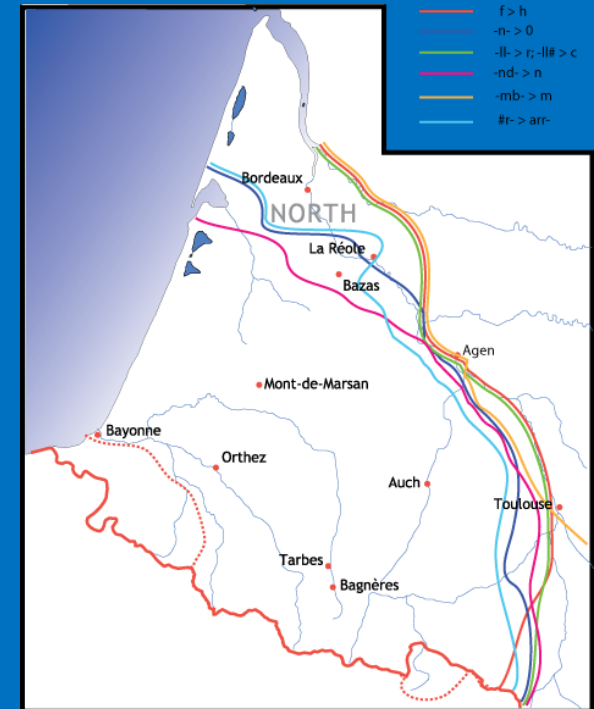 f > h
-n- > 0
-ll- > r; -ll# > c
-nd- > n
-mb- > m
#r- > arr-
Bordeaux
NORTH
La Réole
Bazas
Agen
Mont-de-Marsan
Bayonne
Orthez
Auch
Toulouse
Tarbes
Bagnères